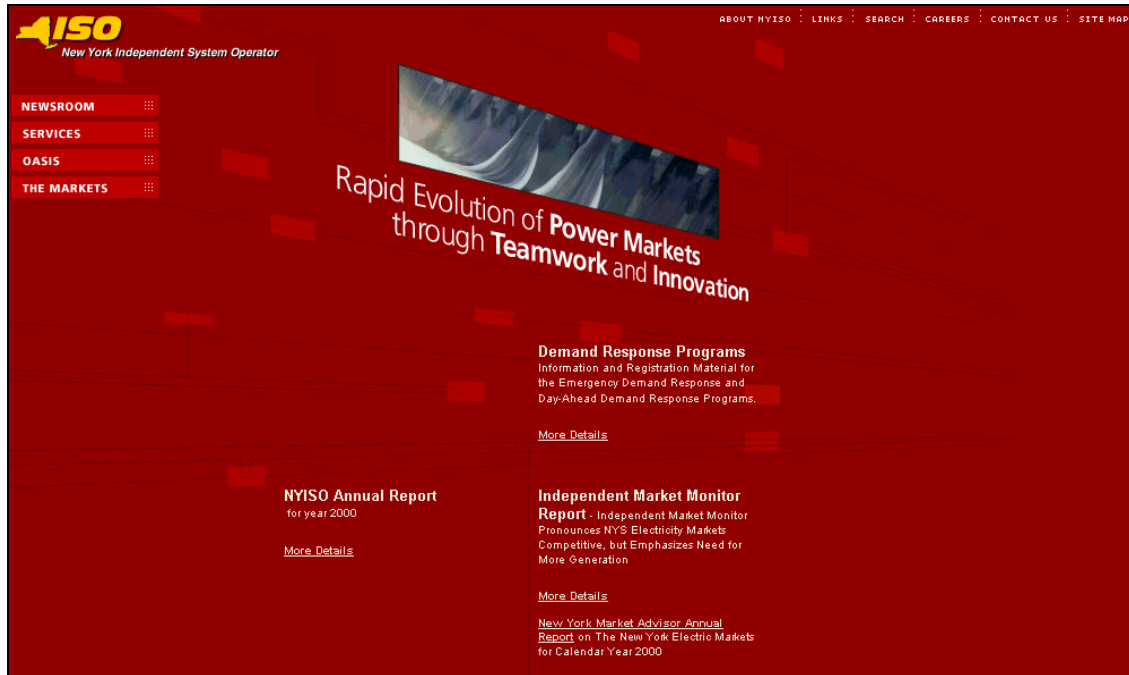 ABOUT NYISO LINKS SEARCH CAREERS CONTACT US SITE MAP
ISO
New York Independent System Operator
NEWSROOM
SERVICES
OASIS
THE MARKETS
Rapid Evolution of Power Markets
through Teamwork and Innovation
Demand Response Programs
Information and Registration Material for
the Emergency Demand Response and
Day-Ahead Demand Response Programs.
More Details
NYISO Annual Report
for year 2000
More Details
Independent Market Monitor
Report - Independent Market Monitor
Pronounces NYS Electricity Markets
Competitive, but Emphasizes Need for
More Generation
More Details
New York Market Advisor Annual
Report on The New York Electric Markets
for Calendar Year 2000